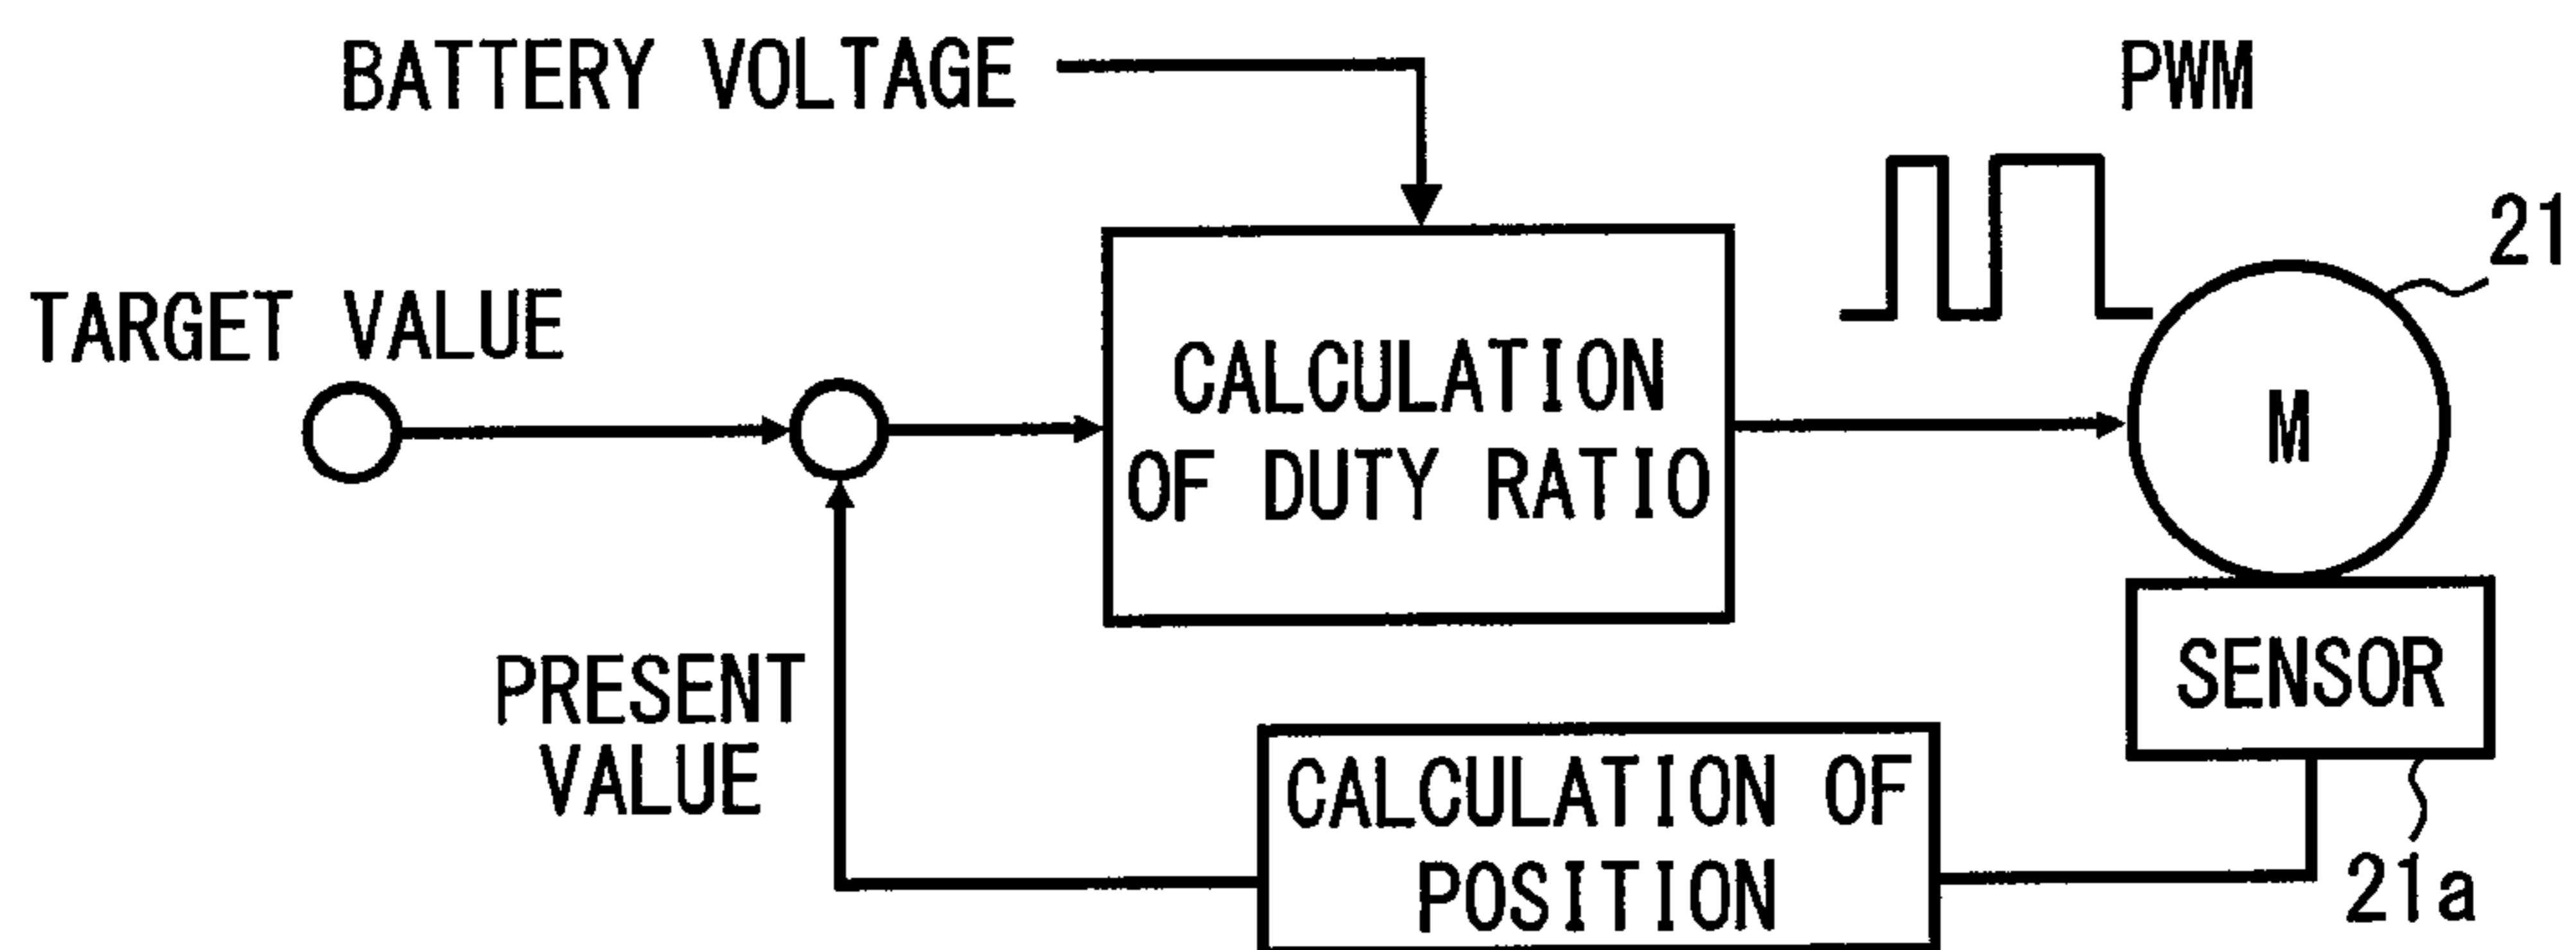 BATTERY VOLTAGE
PWM
21
TARGET VALUE
CALCULATION
OF DUTY RATIO
M
PRESENT
VALUE
SENSOR
CALCULATION OF
POSITION
21a